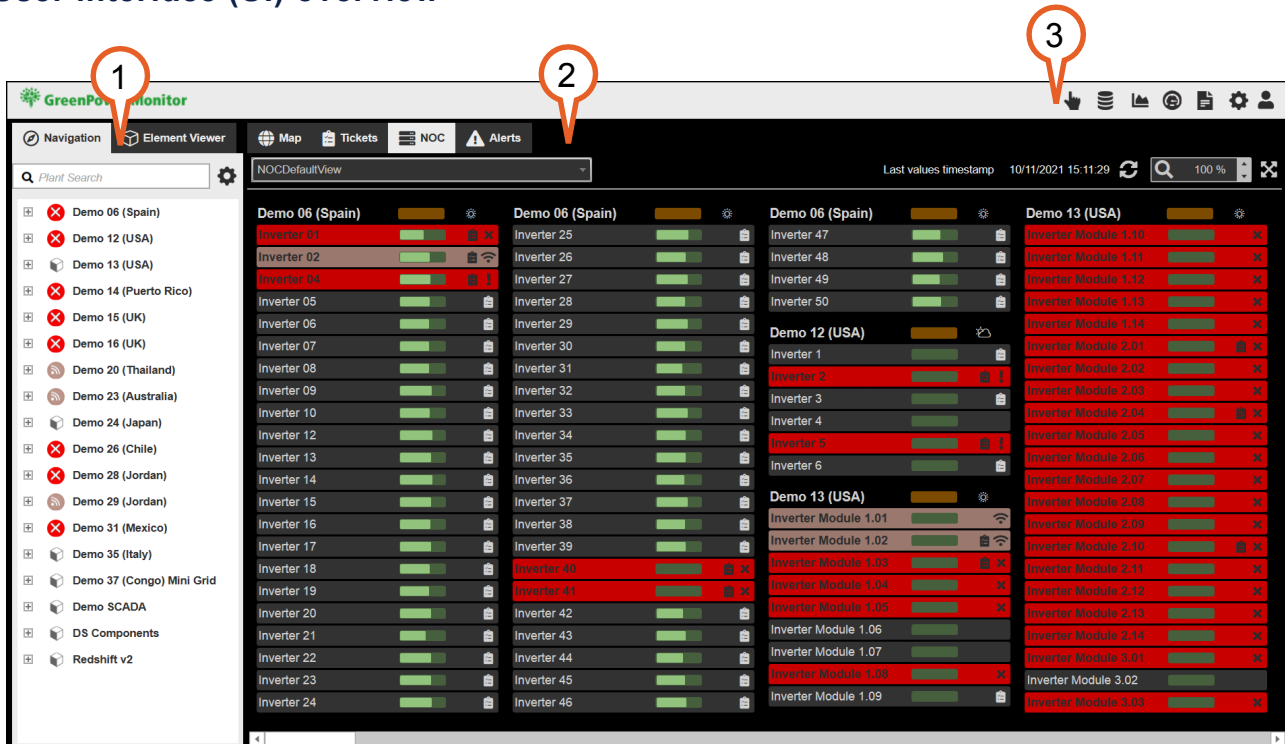 User Interface (UI) overview
1
2
3
GreenPowerMonitor
Navigation
Element Viewer
Map
Tickets
NOC
Alerts
Plant Search
NOCDefaultView
Last values timestamp 10/11/2021 15:11:29
100 %
Demo 06 (Spain)
Demo 12 (USA)
Demo 13 (USA)
Demo 14 (Puerto Rico)
Demo 15 (UK)
Demo 16 (UK)
Demo 20 (Thailand)
Demo 23 (Australia)
Demo 24 (Japan)
Demo 26 (Chile)
Demo 28 (Jordan)
Demo 29 (Jordan)
Demo 31 (Mexico)
Demo 35 (Italy)
Demo 37 (Congo) Mini Grid
Demo SCADA
DS Components
Redshift v2
Demo 06 (Spain)
Inverter 01
Inverter 02
Inverter 04
Inverter 05
Inverter 06
Inverter 07
Inverter 08
Inverter 09
Inverter 10
Inverter 12
Inverter 13
Inverter 14
Inverter 15
Inverter 16
Inverter 17
Inverter 18
Inverter 19
Inverter 20
Inverter 21
Inverter 22
Inverter 23
Inverter 24
Demo 06 (Spain)
Inverter 25
Inverter 26
Inverter 27
Inverter 28
Inverter 29
Inverter 30
Inverter 31
Inverter 32
Inverter 33
Inverter 34
Inverter 35
Inverter 36
Inverter 37
Inverter 38
Inverter 39
Inverter 40
Inverter 41
Inverter 42
Inverter 43
Inverter 44
Inverter 45
Inverter 46
Demo 06 (Spain)
Inverter 47
Inverter 48
Inverter 49
Inverter 50
Demo 12 (USA)
Inverter 1
Inverter 2
Inverter 3
Inverter 4
Inverter 5
Inverter 6
Demo 13 (USA)
Inverter Module 1.01
Inverter Module 1.02
Inverter Module 1.03
Inverter Module 1.04
Inverter Module 1.05
Inverter Module 1.06
Inverter Module 1.07
Inverter Module 1.08
Inverter Module 1.09
Demo 13 (USA)
Inverter Module 1.10
Inverter Module 1.11
Inverter Module 1.12
Inverter Module 1.13
Inverter Module 1.14
Inverter Module 2.01
Inverter Module 2.02
Inverter Module 2.03
Inverter Module 2.04
Inverter Module 2.05
Inverter Module 2.06
Inverter Module 2.07
Inverter Module 2.08
Inverter Module 2.09
Inverter Module 2.10
Inverter Module 2.11
Inverter Module 2.12
Inverter Module 2.13
Inverter Module 2.14
Inverter Module 3.01
Inverter Module 3.02
Inverter Module 3.03